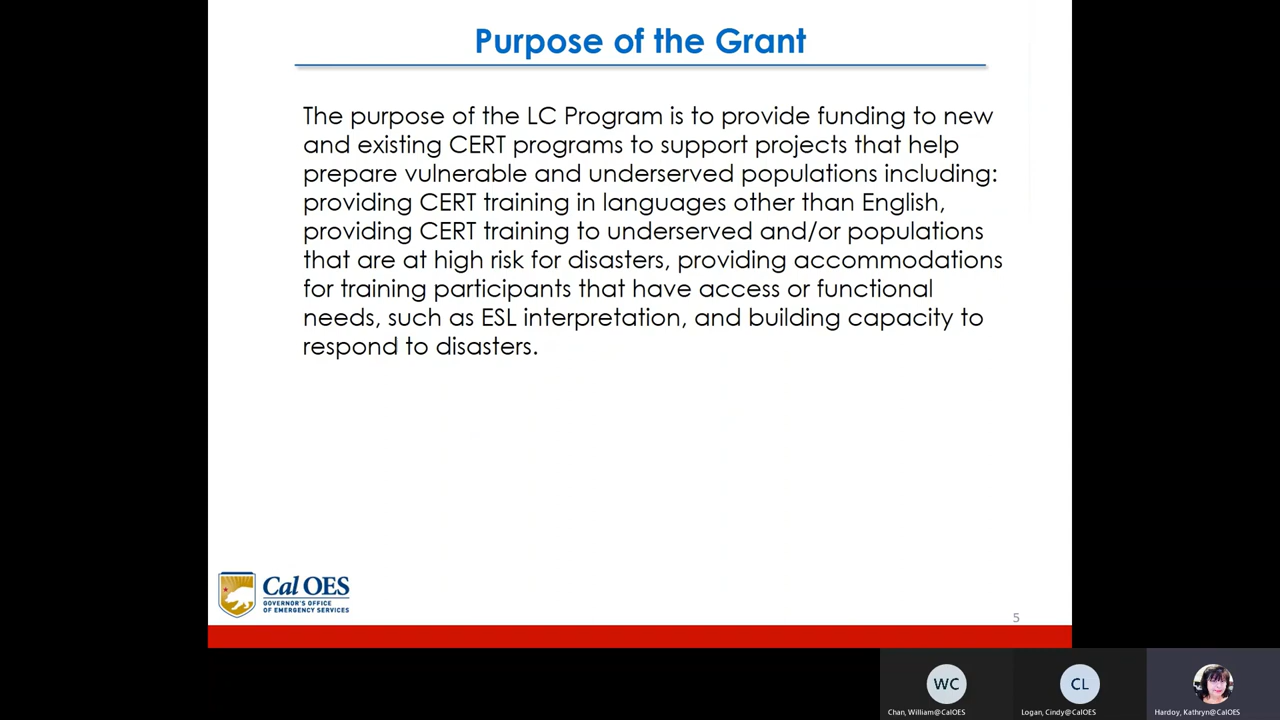 Purpose of the Grant
The purpose of the LC Program is to provide funding to new
and existing CERT programs to support projects that help
prepare vulnerable and underserved populations including:
providing CERT training in languages other than English,
providing CERT training to underserved and/or populations
that are at high risk for disasters, providing accommodations
for training participants that have access or functional
needs, such as ESL interpretation, and building capacity to
respond to disasters.
Cal OES
GOVERNOR'S OFFICE
OF EMERGENCY SERVICES
5
WC
CL
Chan, William@CalOES
Logan, Cindy@CalOES
Hardoy, Kathryn@CalOES